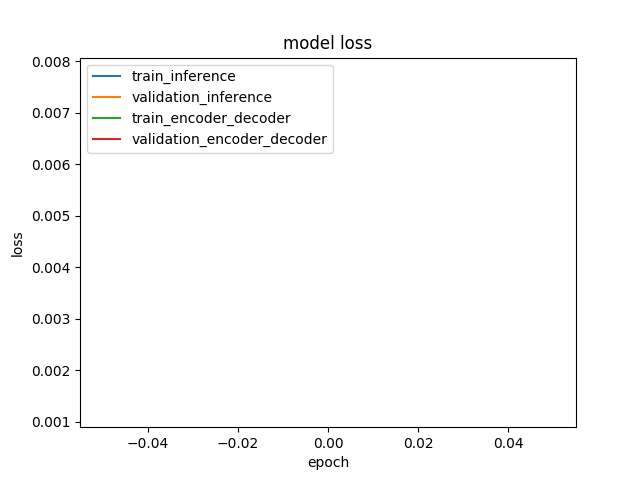 model loss
0.008
0.007
0.006
0.005
0.004
0.003
0.002
0.001
loss
train_inference
validation_inference
train_encoder_decoder
validation_encoder_decoder
−0.04
−0.02
0.00
0.02
0.04
epoch